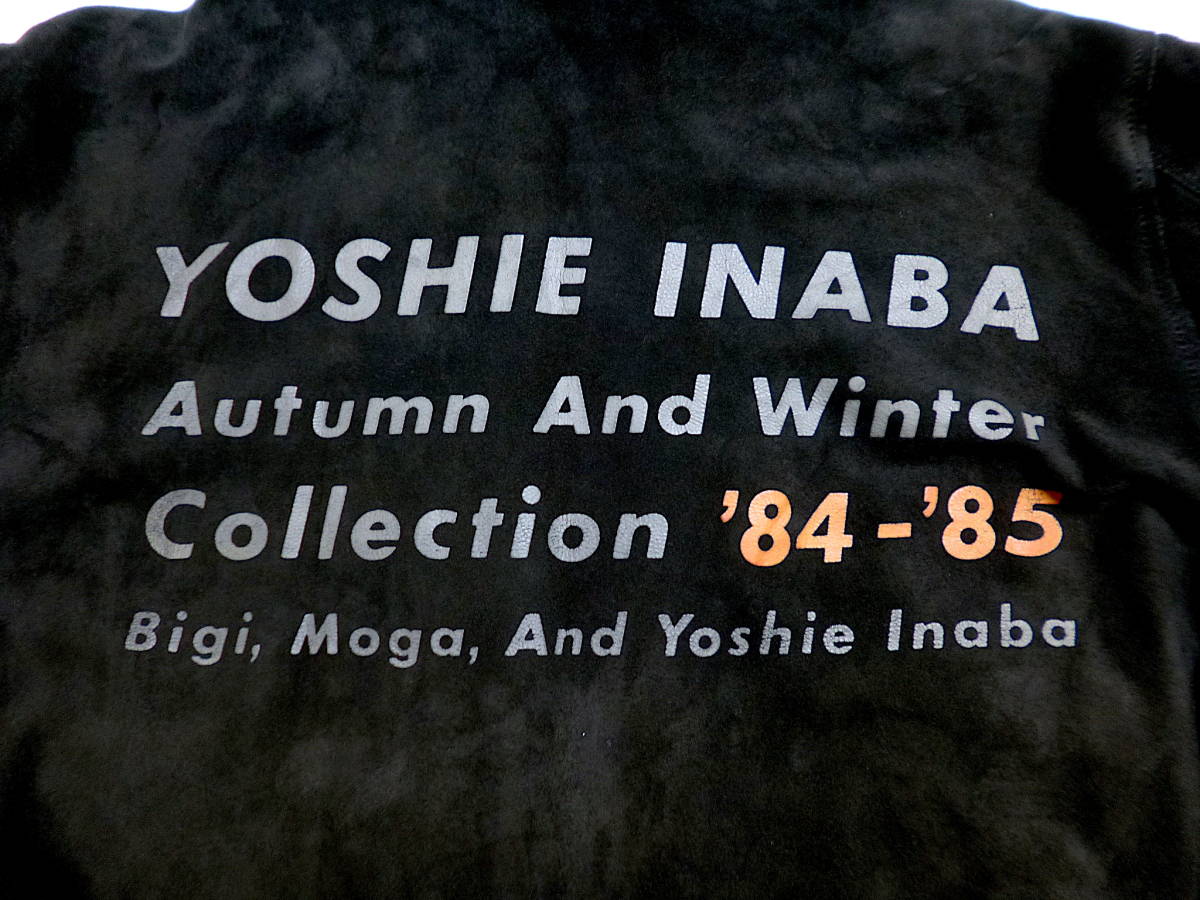 YOSHIE INABA
Autumn And Winter
Collection '84-'85
Bigi, Moga, And Yoshie Inaba